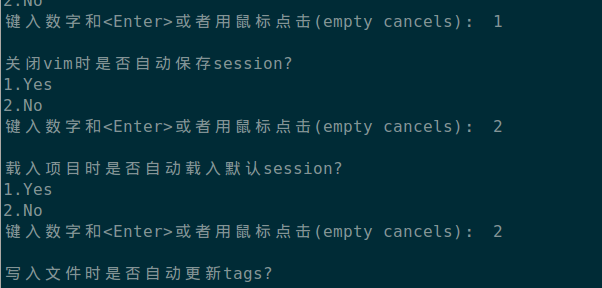 2.No
键入数字和<Enter>或者用鼠标点击(empty cancels): 1
关闭vim时是否自动保存session?
1.Yes
2.No
键入数字和<Enter>或者用鼠标点击(empty cancels): 2
载入项目时是否自动载入默认session?
1.Yes
2.No
键入数字和<Enter>或者用鼠标点击(empty cancels): 2
写入文件时是否自动更新tags?